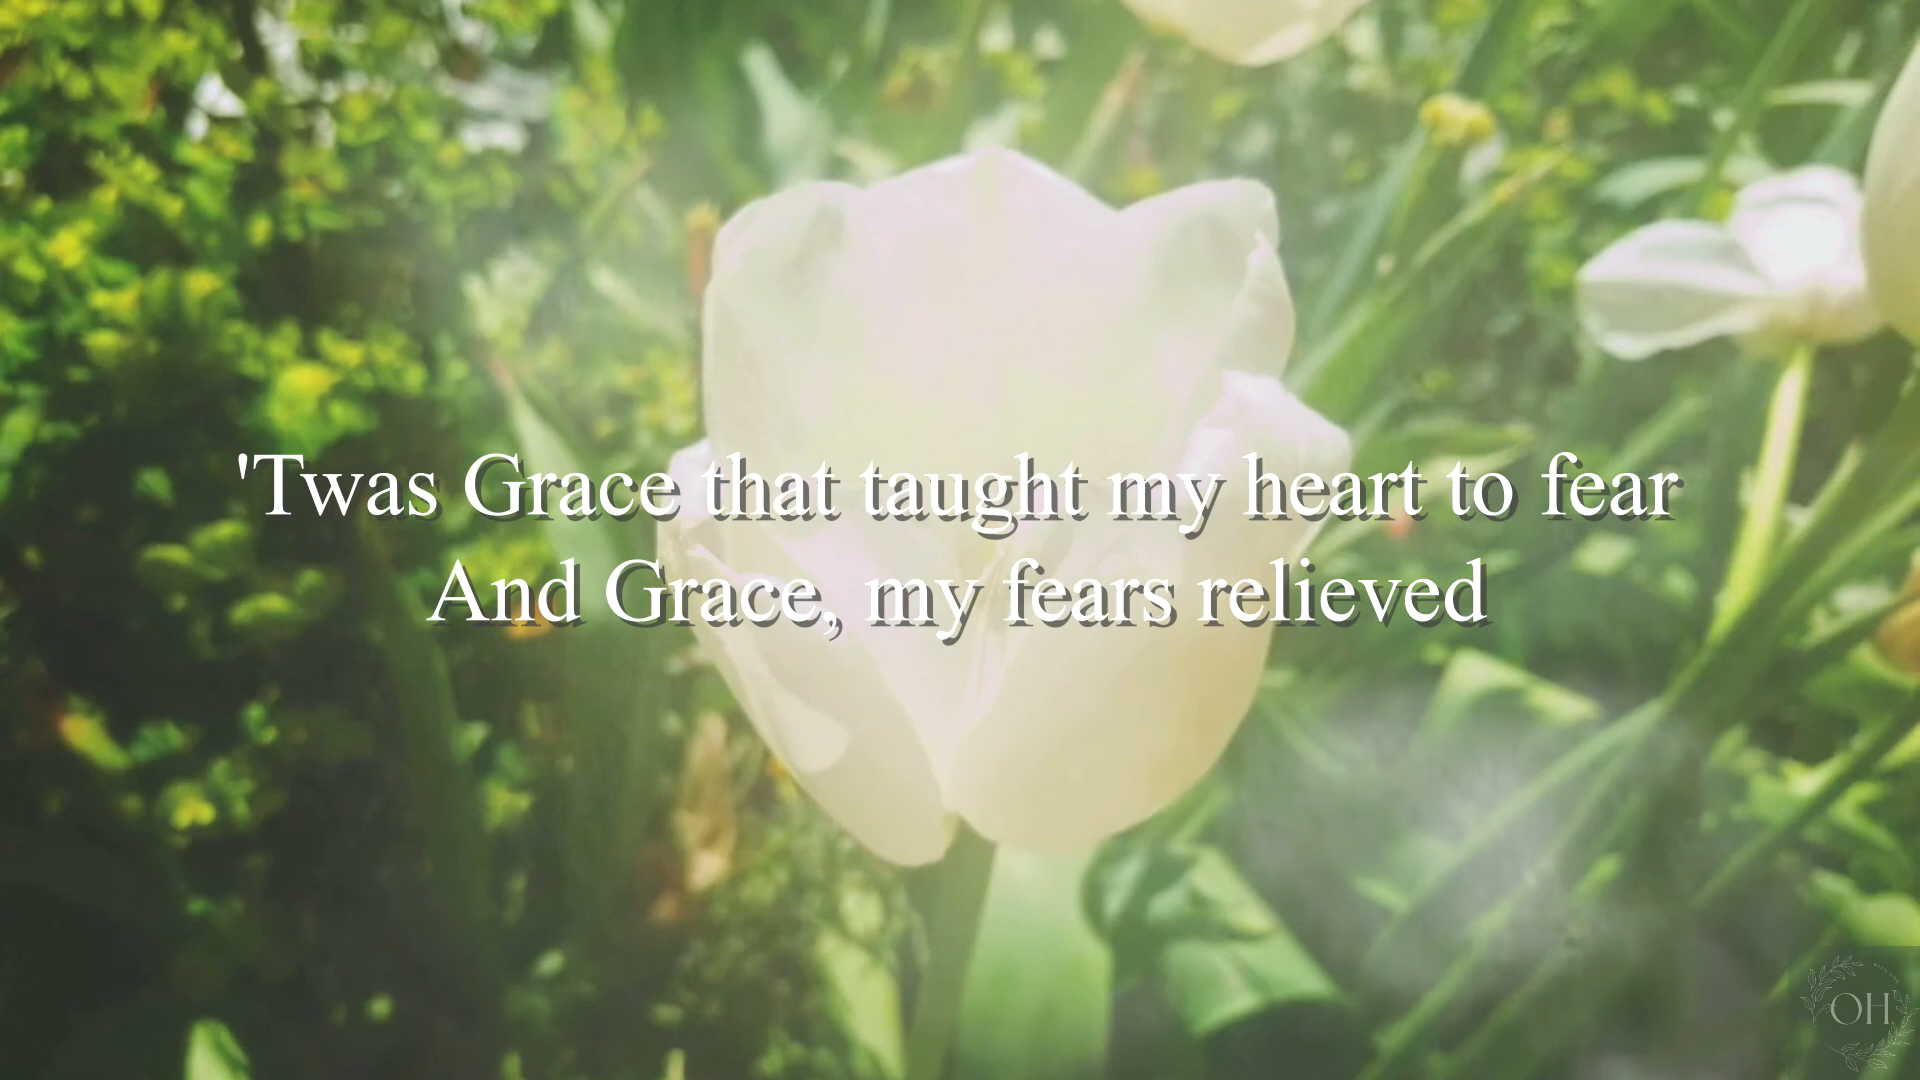 'Twas Grace that taught my heart to fear
And Grace, my fears relieved
OH